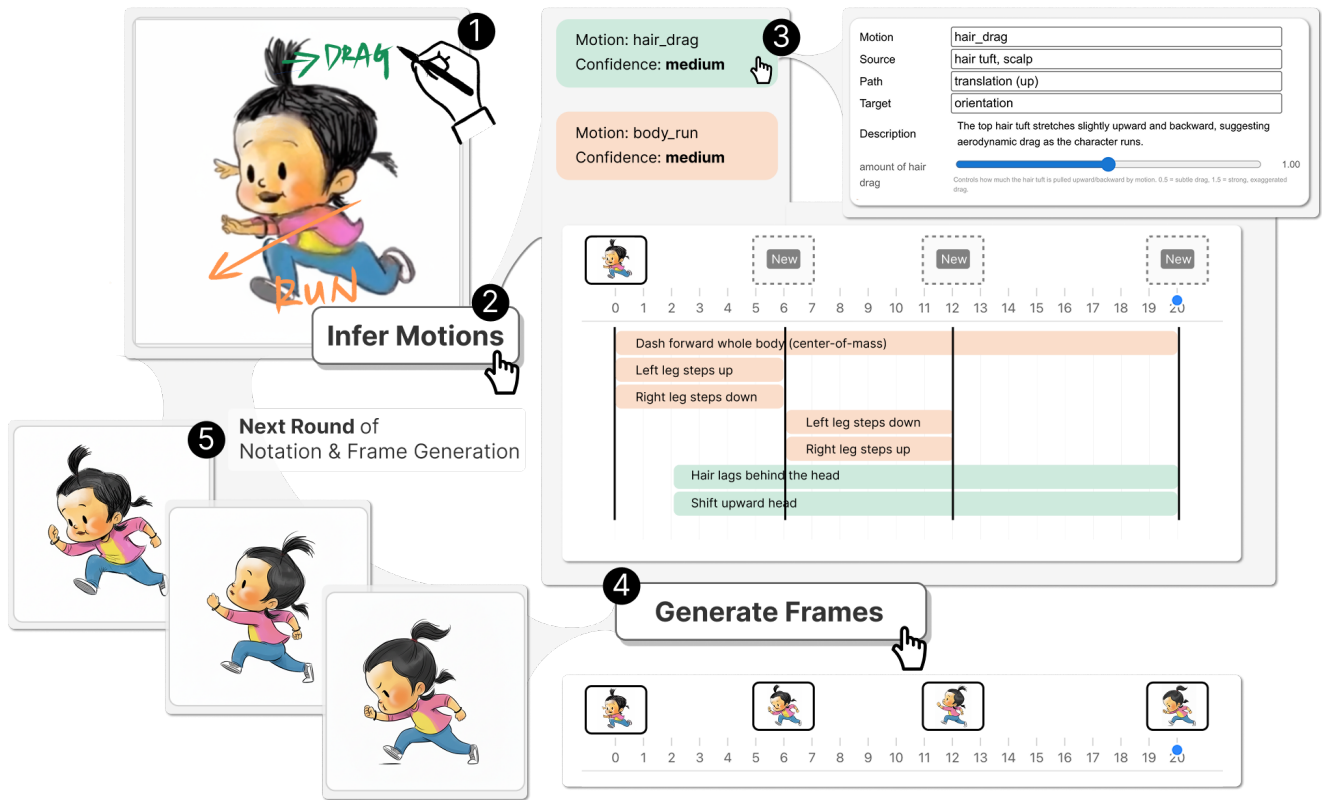 1
DRAG
RUN
2
Infer Motions
3
Motion: hair_drag
Confidence: medium
Motion: body_run
Confidence: medium
Motion hair_drag
Source hair tuft, scalp
Path translation (up)
Target orientation
Description The top hair tuft stretches slightly upward and backward, suggesting
aerodynamic drag as the character runs.
amount of hair
drag
1.00
Controls how much the hair tuft is pulled upward/backward by motion. 0.5 = subtle drag, 1.5 = strong, exaggerated
drag.
New New New
0 1 2 3 4 5 6 7 8 9 10 11 12 13 14 15 16 17 18 19 20
Dash forward whole body (center-of-mass)
Left leg steps up
Right leg steps down
Left leg steps down
Right leg steps up
Hair lags behind the head
Shift upward head
4
Generate Frames
0 1 2 3 4 5 6 7 8 9 10 11 12 13 14 15 16 17 18 19 20
5
Next Round of
Notation & Frame Generation